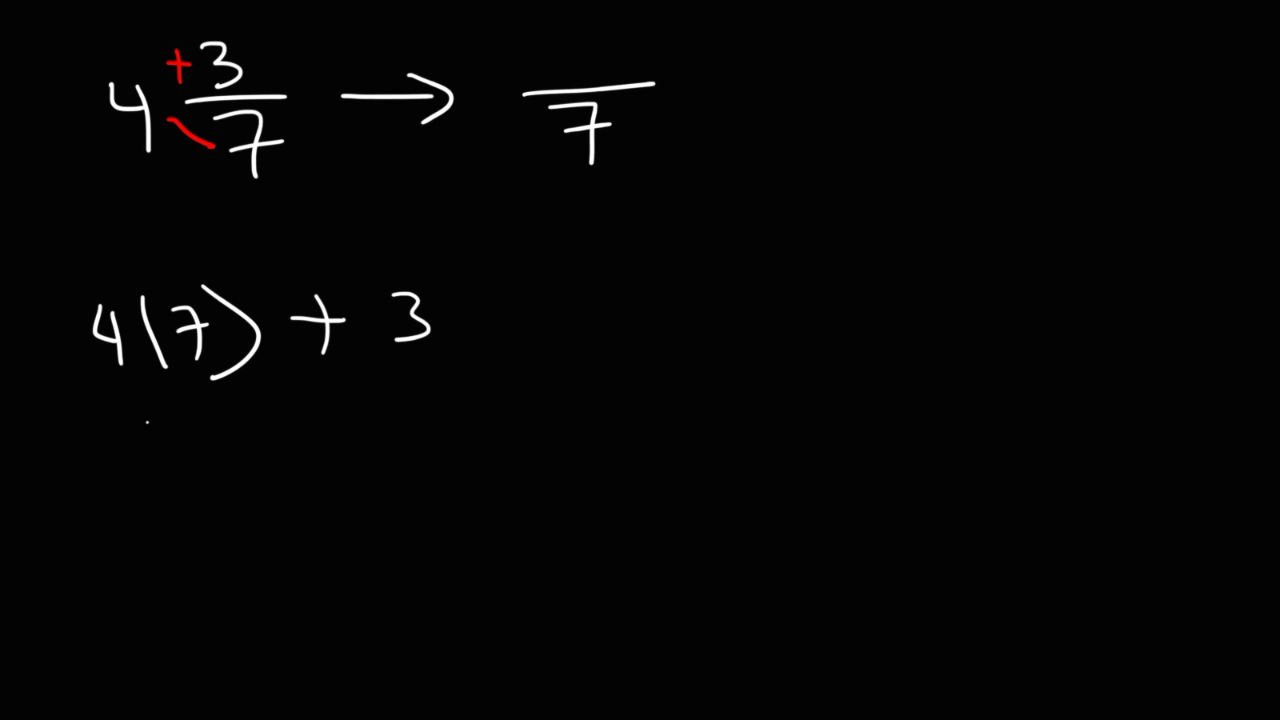 4 +3/7 → /7
4(7) + 3